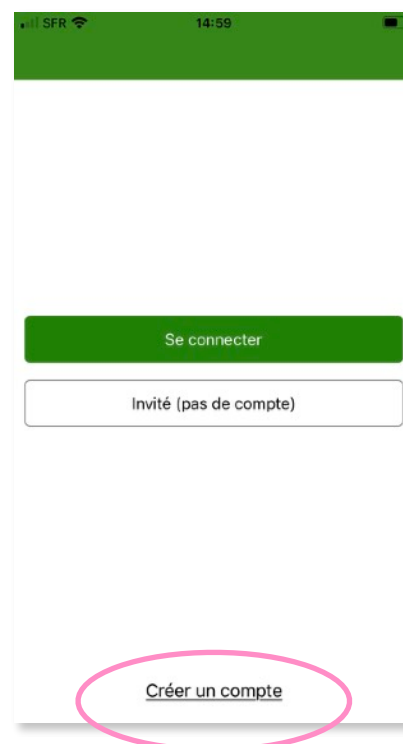 SFR 14:59
Se connecter
Invité (pas de compte)
Créer un compte